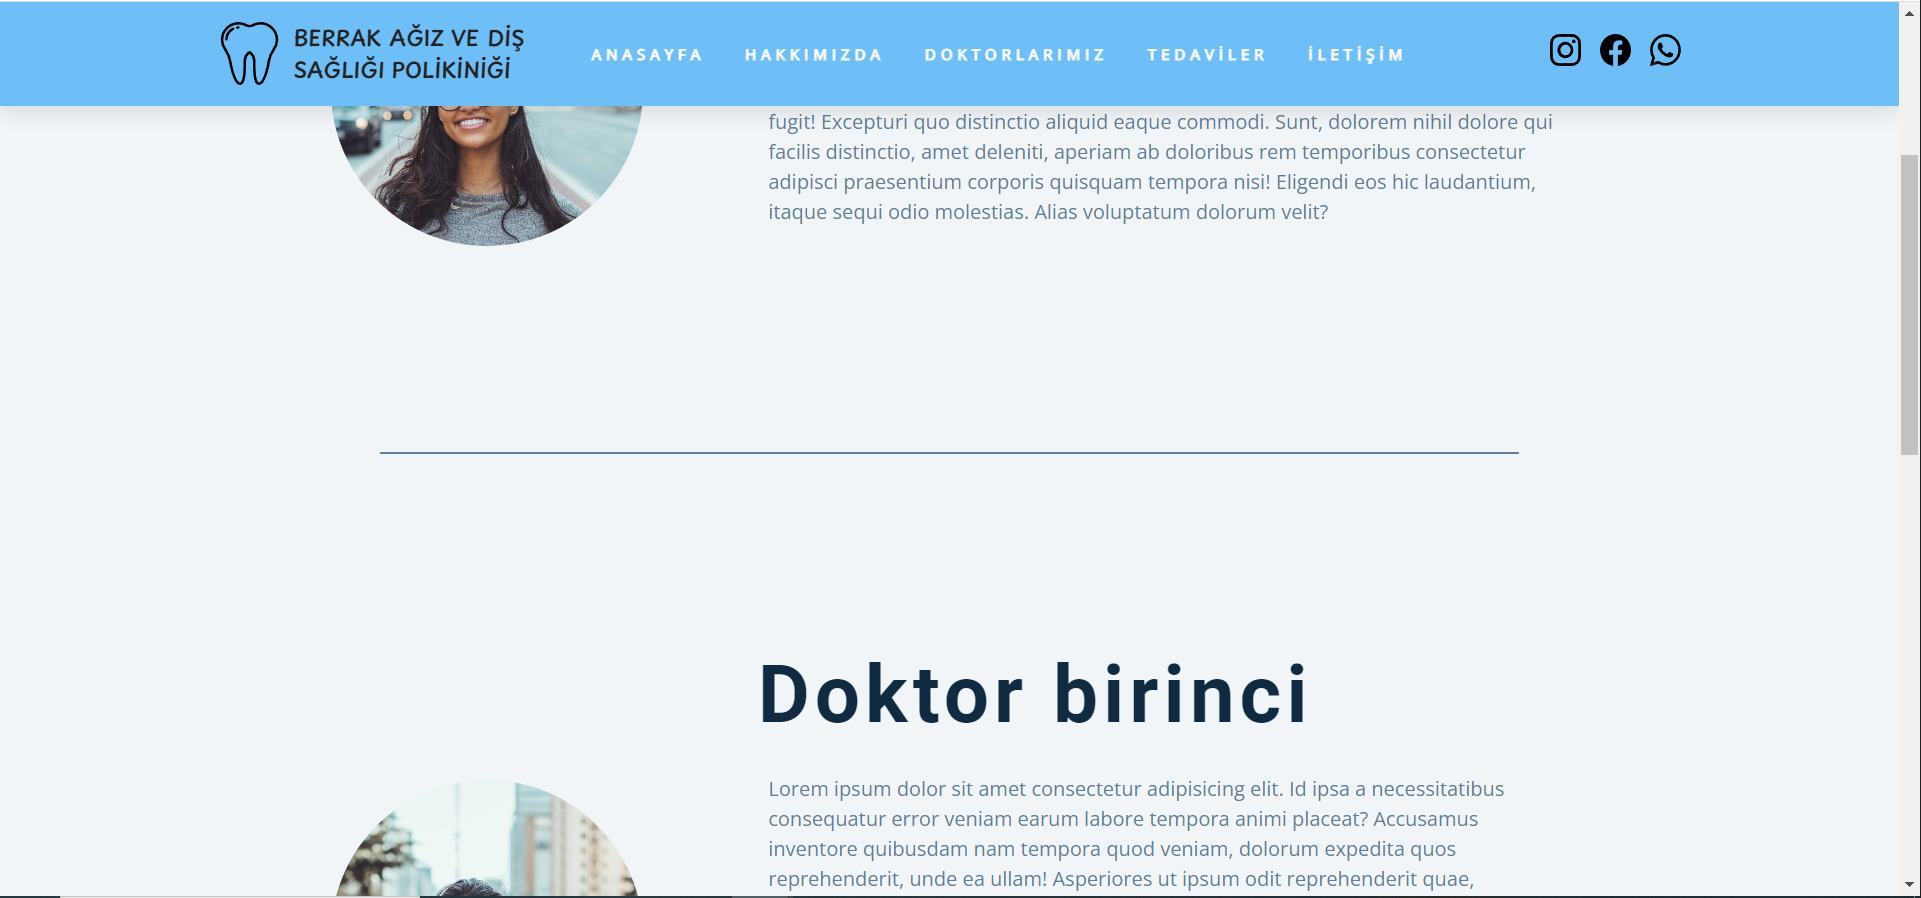 BERRAK AĞIZ VE DİŞ
SAĞLIĞI POLİKİNİĞİ
ANASAYFA HAKKIMIZDA DOKTORLARIMIZ TEDAVİLER İLETİŞİM
fugit! Excepturi quo distinctio aliquid eaque commodi. Sunt, dolorem nihil dolore qui
facilis distinctio, amet deleniti, aperiam ab doloribus rem temporibus consectetur
adipisci praesentium corporis quisquam tempora nisi! Eligendi eos hic laudantium,
itaque sequi odio molestias. Alias voluptatum dolorum velit?
Doktor birinci
Lorem ipsum dolor sit amet consectetur adipisicing elit. Id ipsa a necessitatibus
consequatur error veniam earum labore tempora animi placeat? Accusamus
inventore quibusdam nam tempora quod veniam, dolorum expedita quos
reprehenderit, unde ea ullam! Asperiores ut ipsum odit reprehenderit quae,